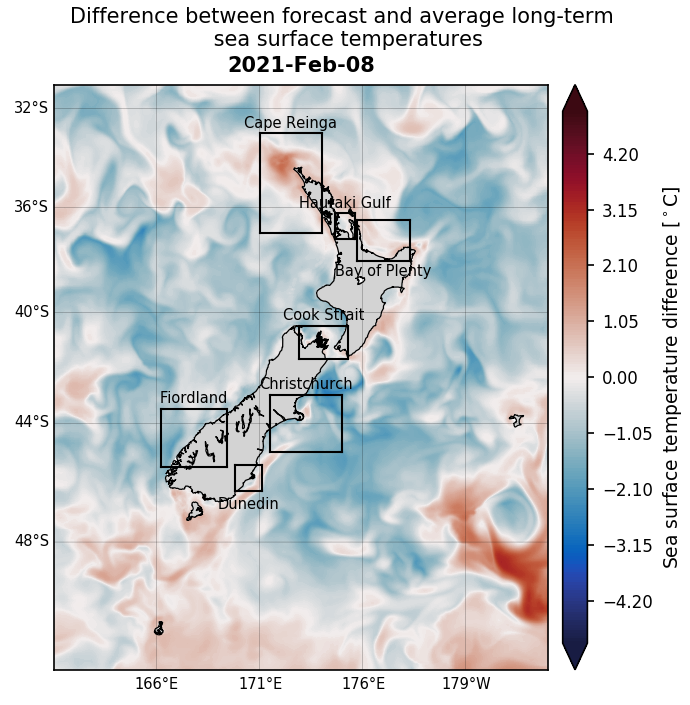 Difference between forecast and average long-term
sea surface temperatures
2021-Feb-08
32°S
36°S
40°S
44°S
48°S
166°E
171°E
176°E
179°W
Cape Reinga
Hauraki Gulf
Bay of Plenty
Cook Strait
Christchurch
Fiordland
Dunedin
4.20
3.15
2.10
1.05
0.00
−1.05
−2.10
−3.15
−4.20
Sea surface temperature difference [°C]